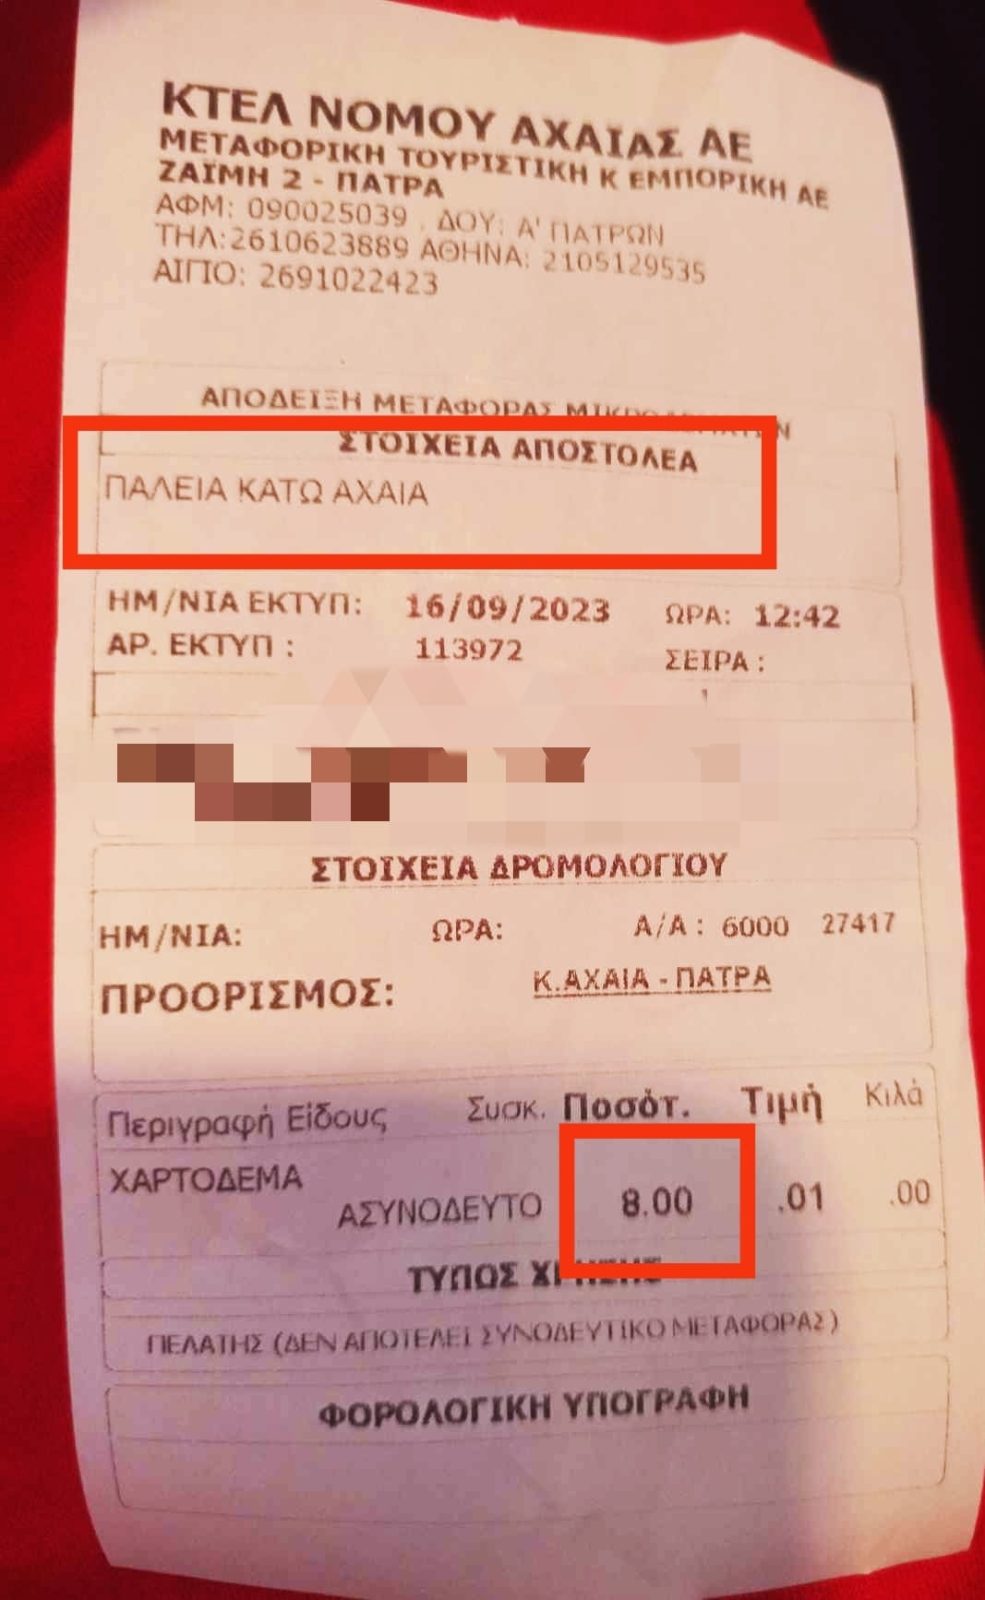 ΚΤΕΛ ΝΟΜΟΥ ΑΧΑΙΑΣ ΑΕ
ΜΕΤΑΦΟΡΙΚΗ ΤΟΥΡΙΣΤΙΚΗ Κ ΕΜΠΟΡΙΚΗ ΑΕ
ΖΑΪΜΗ 2 - ΠΑΤΡΑ
ΑΦΜ: 090025039 , ΔΟΥ: Α' ΠΑΤΡΩΝ
ΤΗΛ:2610623889 ΑΘΗΝΑ: 2105129535
ΑΙΓΙΟ: 2691022423
ΑΠΟΔΕΙΞΗ ΜΕΤΑΦΟΡΑΣ ΜΙΚΡΟΔΕΜΑΤΩΝ
ΣΤΟΙΧΕΙΑ ΑΠΟΣΤΟΛΕΑ
ΠΑΛΕΙΑ ΚΑΤΩ ΑΧΑΙΑ
ΗΜ/ΝΙΑ ΕΚΤΥΠ: 16/09/2023 ΩΡΑ: 12:42
ΑΡ. ΕΚΤΥΠ : 113972 ΣΕΙΡΑ :
ΣΤΟΙΧΕΙΑ ΔΡΟΜΟΛΟΓΙΟΥ
ΗΜ/ΝΙΑ: ΩΡΑ: Α/Α : 6000 27417
ΠΡΟΟΡΙΣΜΟΣ: Κ.ΑΧΑΙΑ - ΠΑΤΡΑ
Περιγραφή Είδους Συσκ. Ποσότ. Τιμή Κιλά
ΧΑΡΤΟΔΕΜΑ
ΑΣΥΝΟΔΕΥΤΟ 8.00 .01 .00
ΤΥΠΟΣ ΧΡΗΣΗΣ
ΠΕΛΑΤΗΣ (ΔΕΝ ΑΠΟΤΕΛΕΙ ΣΥΝΟΔΕΥΤΙΚΟ ΜΕΤΑΦΟΡΑΣ)
ΦΟΡΟΛΟΓΙΚΗ ΥΠΟΓΡΑΦΗ